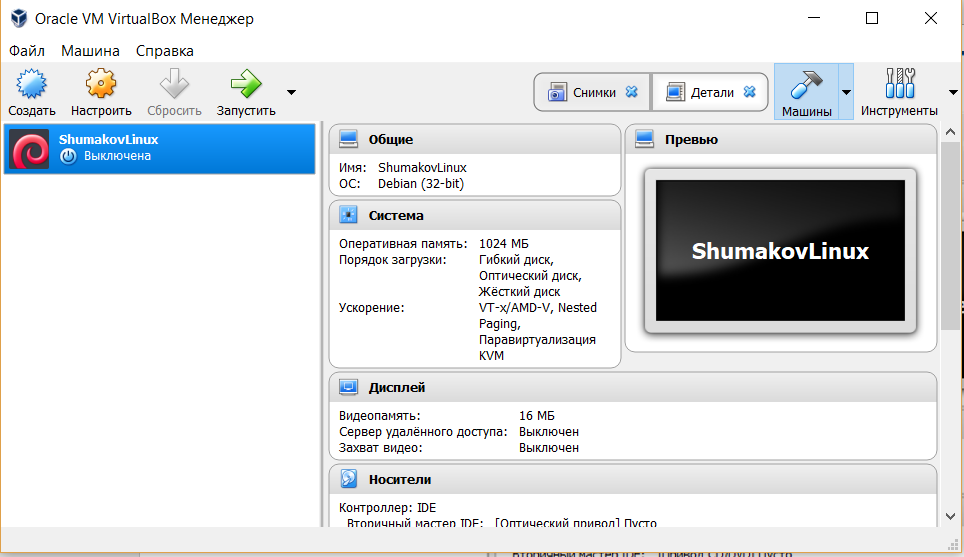 Oracle VM VirtualBox Менеджер
Файл Машина Справка
Создать Настроить Сбросить Запустить Снимки Детали Машины Инструменты
ShumakovLinux
Выключена
Общие
Имя: ShumakovLinux
ОС: Debian (32-bit)
Система
Оперативная память: 1024 МБ
Порядок загрузки: Гибкий диск,
Оптический диск,
Жёсткий диск
Ускорение: VT-x/AMD-V, Nested
Paging,
Паравиртуализация
KVM
Превью
ShumakovLinux
Дисплей
Видеопамять: 16 МБ
Сервер удалённого доступа: Выключен
Захват видео: Выключен
Носители
Контроллер: IDE
Вторичный мастер IDE: [Оптический привод] Пусто